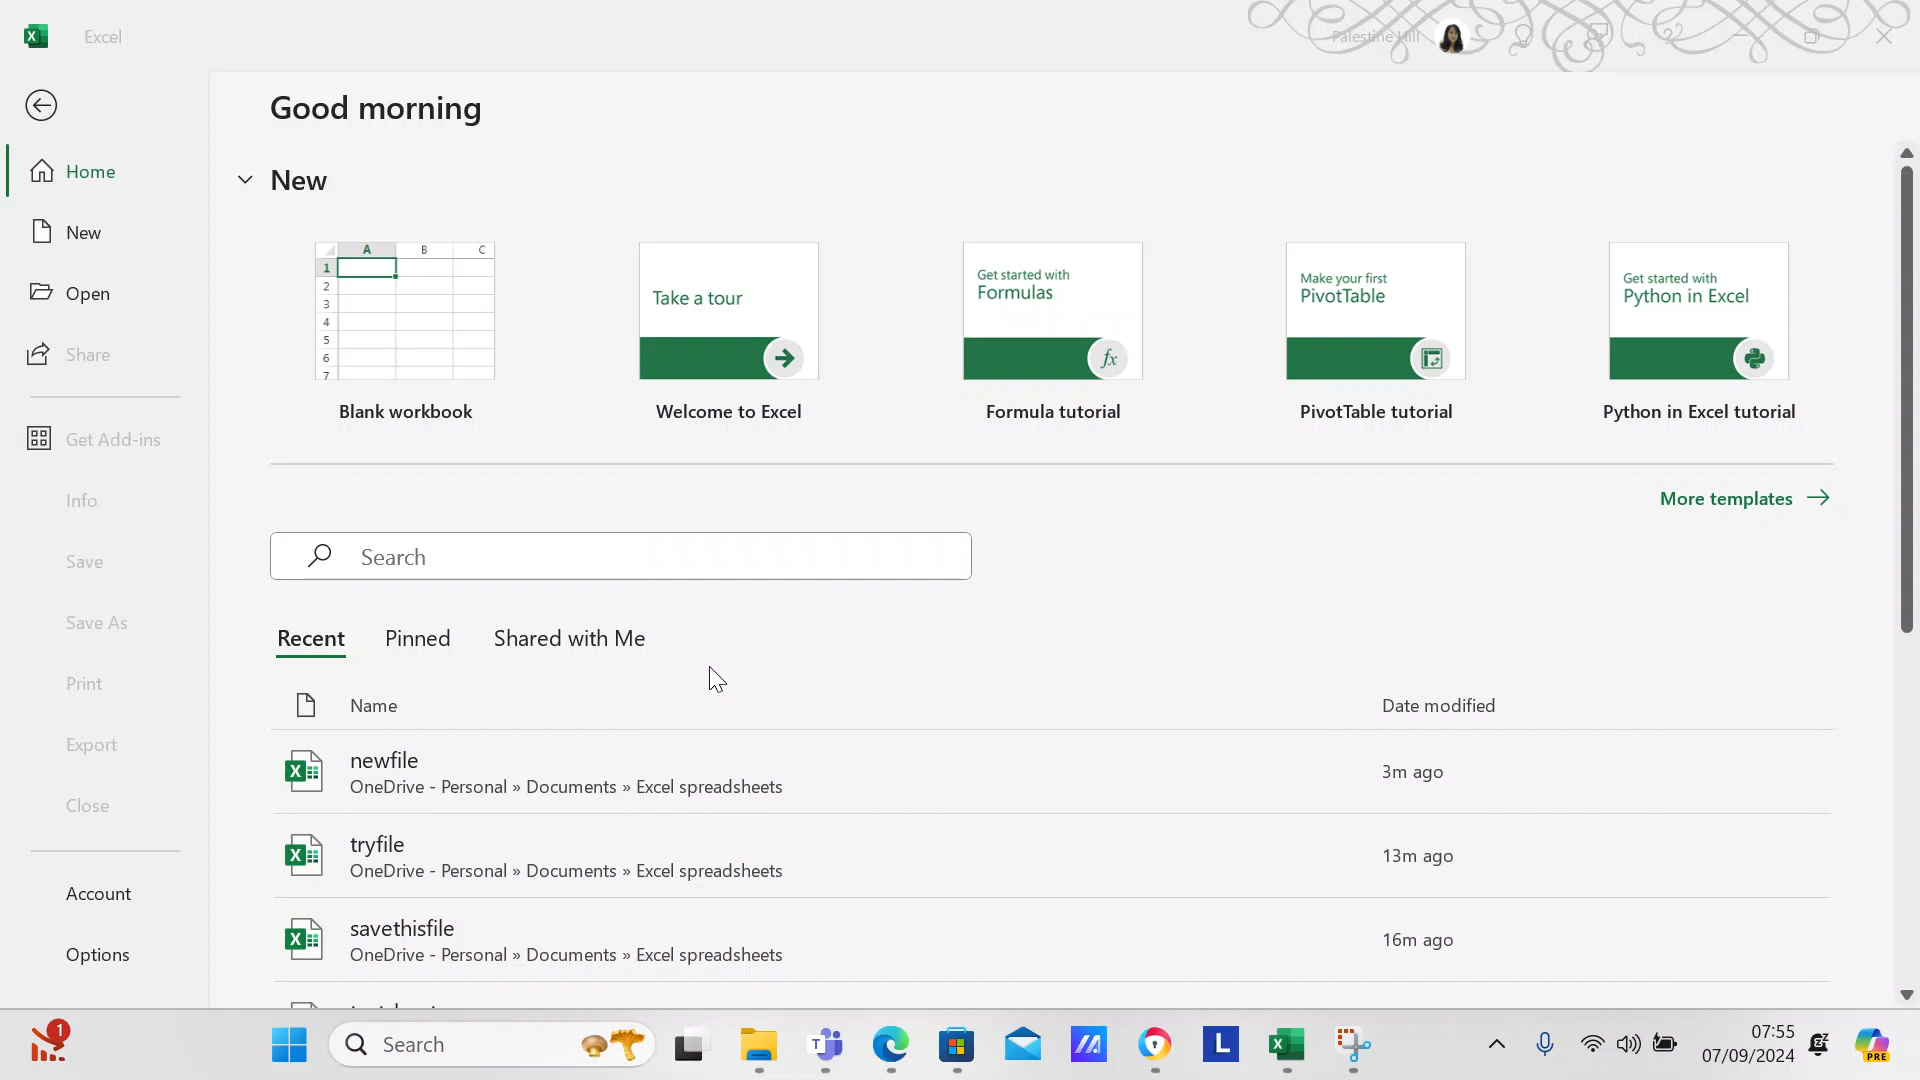 Excel
Palestine Hill
Good morning
Home
New
New
A B C
1
2
3
4
5
6
7
Take a tour
Get started with
Formulas
fx
Make your first
PivotTable
Get started with
Python in Excel
Open
Share
Blank workbook
Welcome to Excel
Formula tutorial
PivotTable tutorial
Python in Excel tutorial
Get Add-ins
More templates
Info
Search
Save
Save As
Recent Pinned Shared with Me
Print
Name Date modified
Export
newfile
OneDrive - Personal » Documents » Excel spreadsheets
3m ago
Close
tryfile
OneDrive - Personal » Documents » Excel spreadsheets
13m ago
Account
savethisfile
OneDrive - Personal » Documents » Excel spreadsheets
16m ago
Options
1
Search
T
L
X
07:55
07/09/2024
PRE